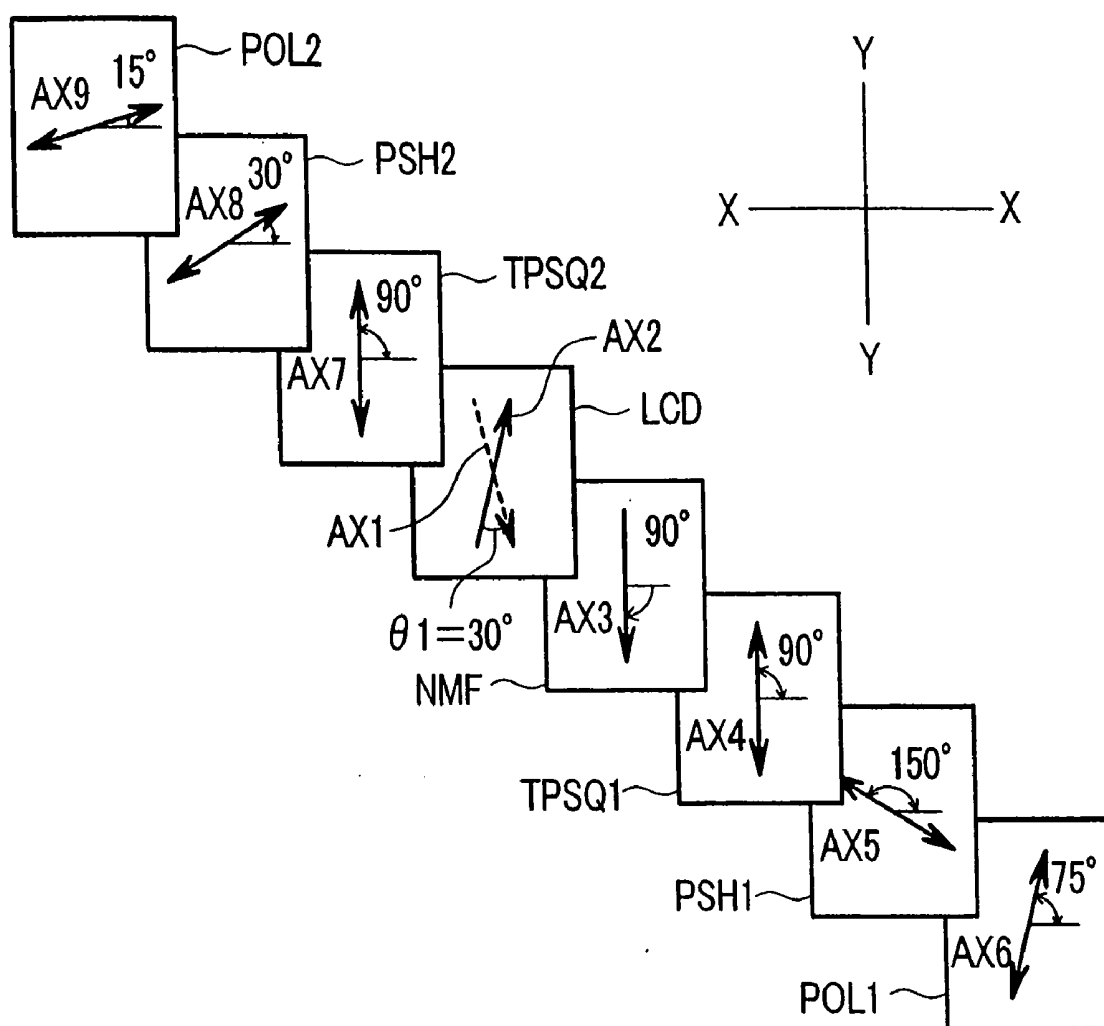 POL2
15°
AX9
Y
PSH2
30°
AX8
X
X
TPSQ2
90°
AX7
AX2
Y
LCD
AX1
90°
θ1=30°
AX3
NMF
90°
AX4
TPSQ1
150°
AX5
PSH1
75°
AX6
POL1